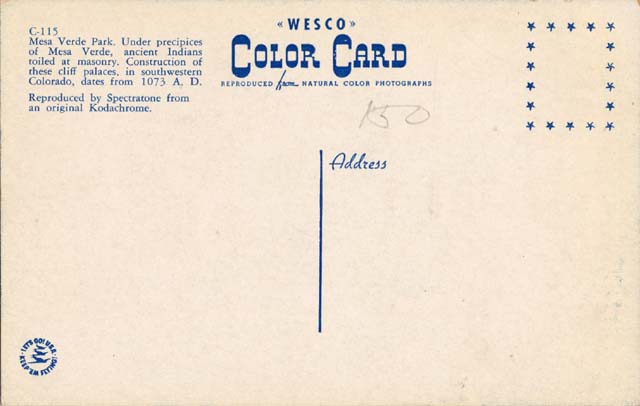 C-115
Mesa Verde Park. Under precipices
of Mesa Verde, ancient Indians
toiled at masonry. Construction of
these cliff palaces, in southwestern
Colorado, dates from 1073 A. D.
Reproduced by Spectratone from
an original Kodachrome.
«WESCO»
COLOR CARD
REPRODUCED from NATURAL COLOR PHOTOGRAPHS
150
Address
LET'S GO! U.S.A.
KEEP 'EM FLYING!